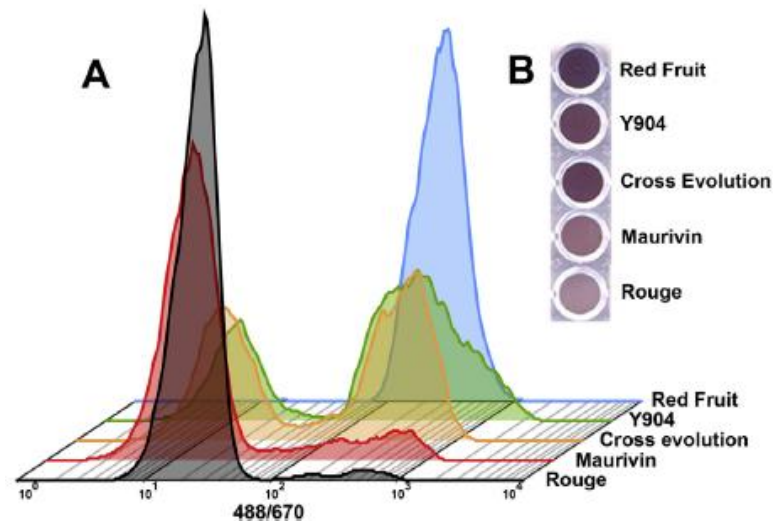 A
B
Red Fruit
Y904
Cross Evolution
Maurivin
Rouge
Red Fruit
Y904
Cross evolution
Maurivin
Rouge
10⁰ 10¹ 10² 10³ 10⁴
488/670